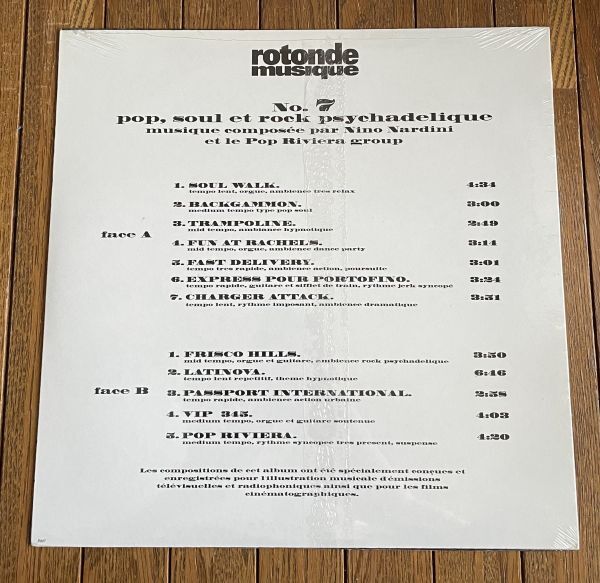 rotonde
musique
No. 7
pop, soul et rock psychadelique
musique composée par Nino Nardini
et le Pop Riviera group
face A
1. SOUL WALK. 4:34
tempo lent, orgue, ambience tres relax
2. BACKGAMMON. 3:00
medium tempo type pop soul
3. TRAMPOLINE. 2:49
mid tempo, ambiance hypnotique
4. FUN AT RACHELS. 3:14
mid tempo, orgue, ambience dance party
5. FAST DELIVERY. 3:01
tempo tres rapide, ambience action, poursuite
6. EXPRESS POUR PORTOFINO. 3:24
tempo rapide, guitare et sifflet de train, rythme jerk syncopé
7. CHARGER ATTACK. 3:51
tempo lent, rythme imposant, ambience dramatique
face B
1. FRISCO HILLS. 3:50
mid tempo, orgue et guitare, ambience rock psychadelique
2. LATINOVA. 6:46
tempo lent repetitif, theme hypnotique
3. PASSPORT INTERNATIONAL. 2:58
tempo rapide, ambience action urbaine
4. VIP 345. 4:03
medium tempo, orgue et guitare soutenue
5. POP RIVIERA. 4:20
medium tempo, rythme syncopee tres present, suspense
Les compositions de cet album ont été spécialement conçues et
enregistrées pour l'illustration musicale d'émissions
télévisuelles et radiophoniques ainsi que pour les films
cinématographiques.